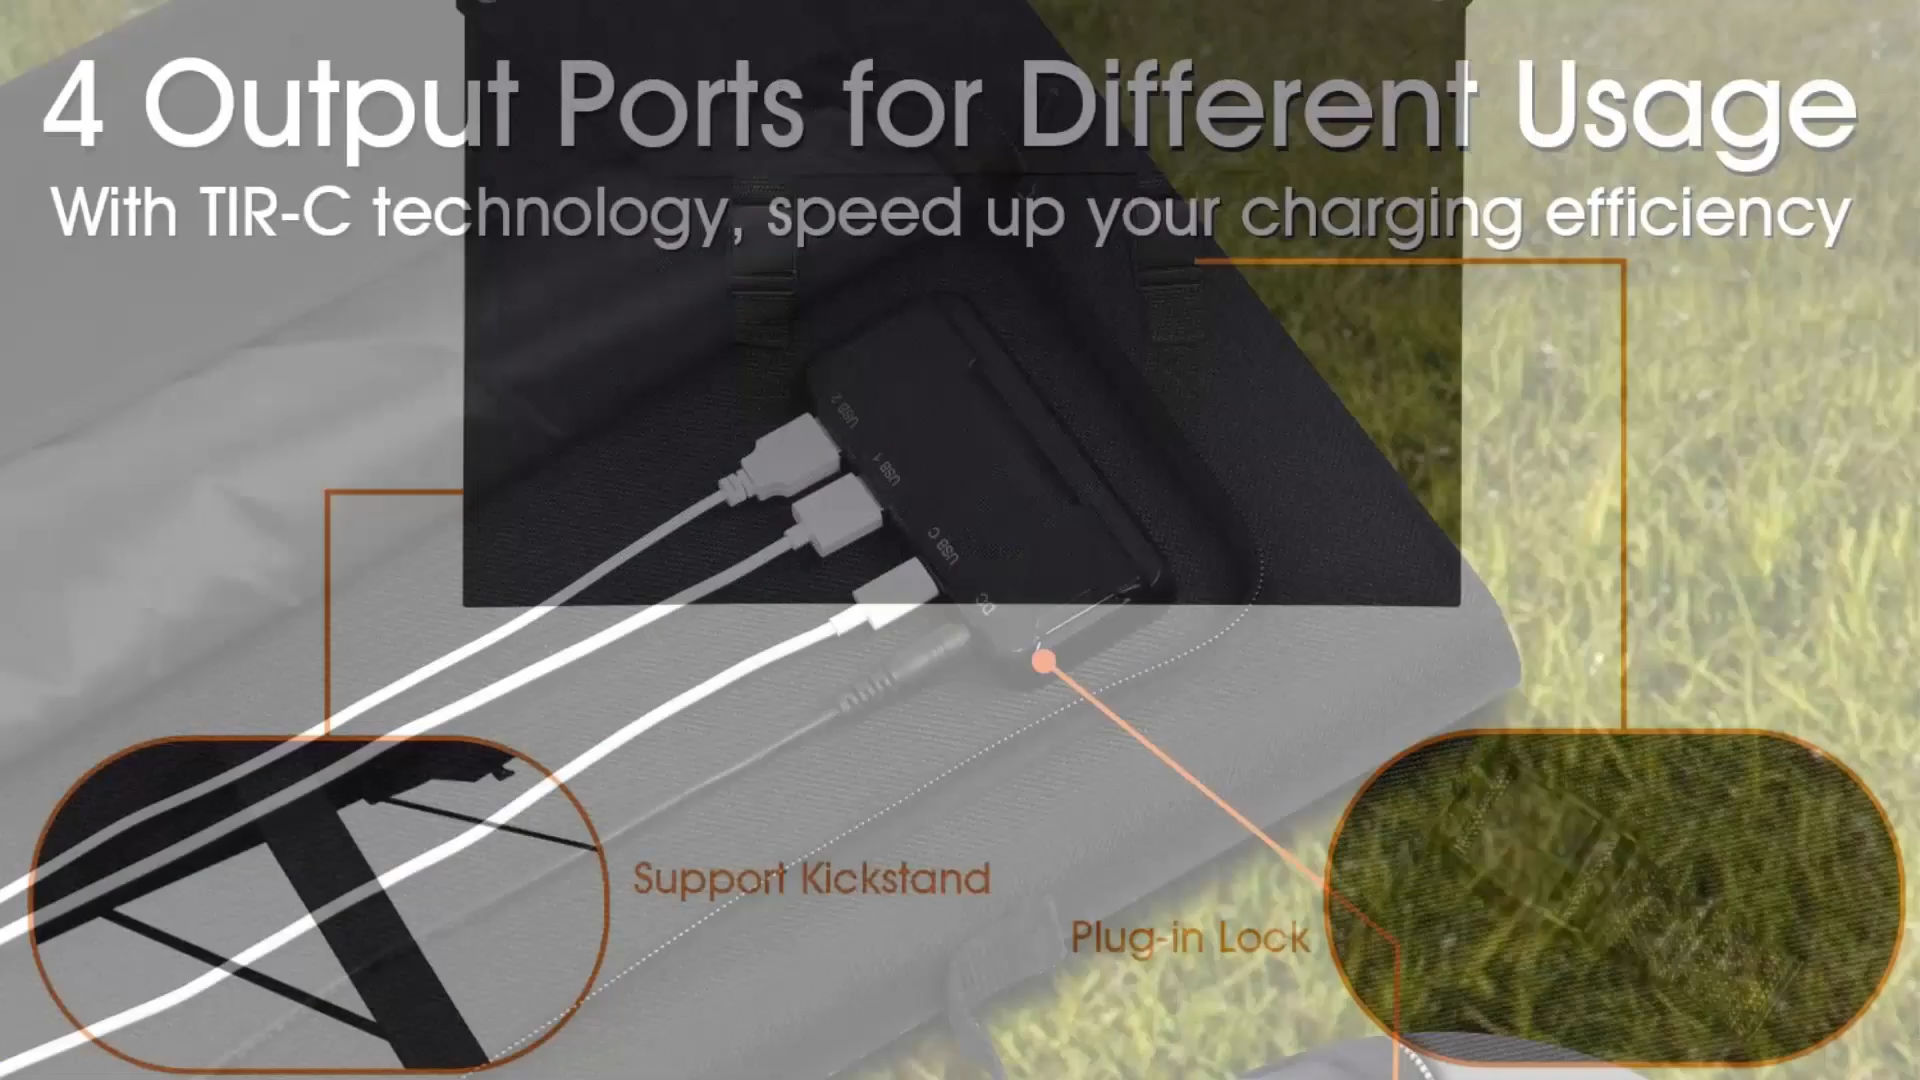 4 Output Ports for Different Usage
With TIR-C technology, speed up your charging efficiency
USB 2
USB 1
USB C
DC
Support Kickstand
Plug-in Lock